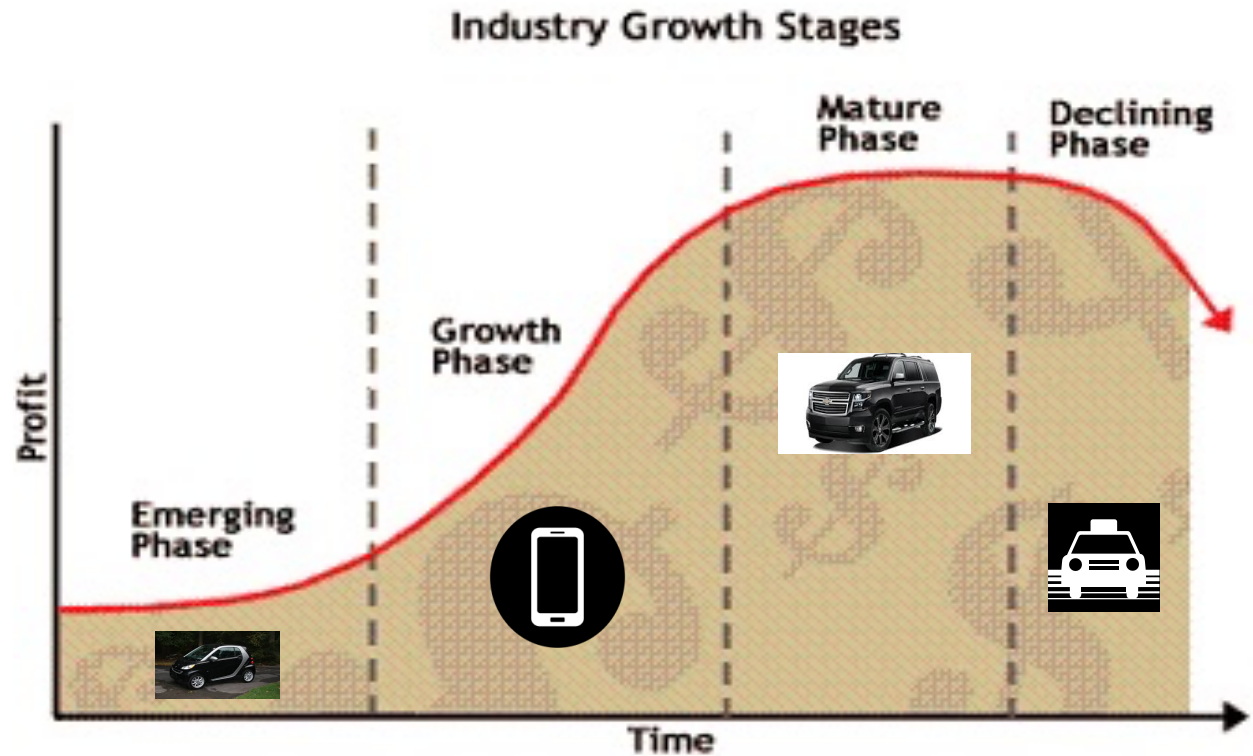 Industry Growth Stages
Mature
Phase
Declining
Phase
Growth
Phase
Emerging
Phase
Profit
Time